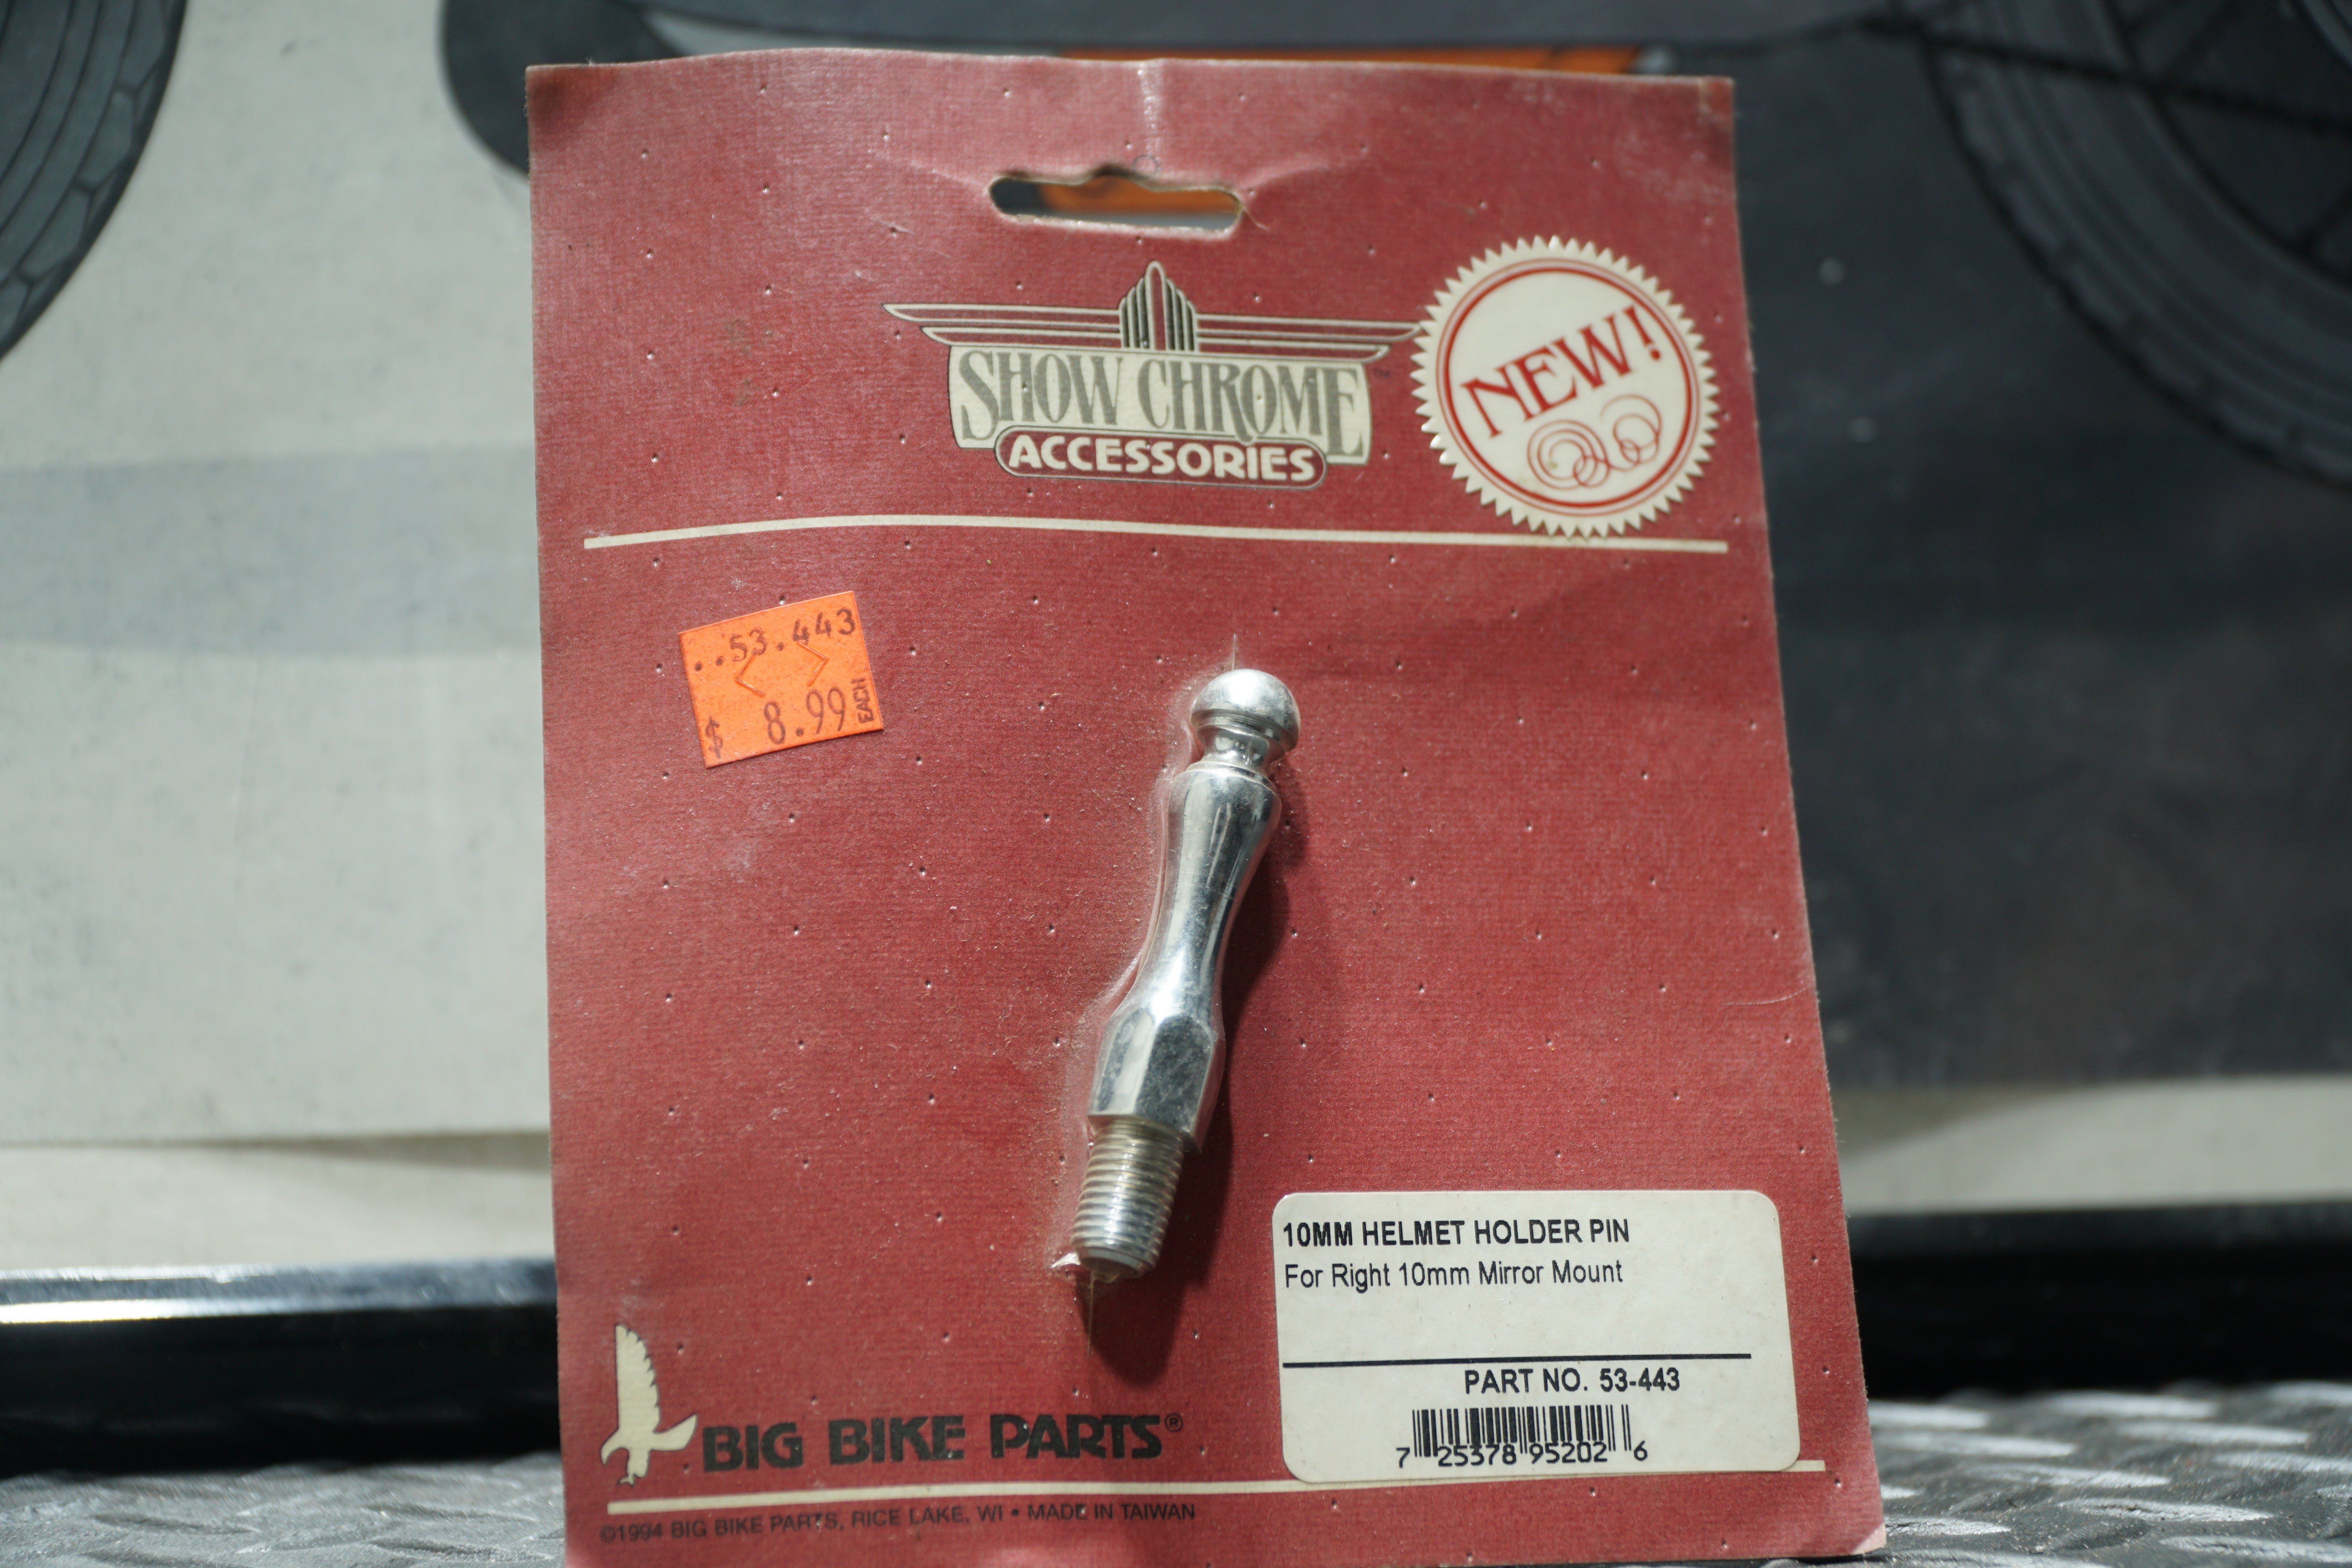 SHOW CHROME™
ACCESSORIES
NEW!
..53.443
< >
$ 8.99 EACH
10MM HELMET HOLDER PIN
For Right 10mm Mirror Mount
PART NO. 53-443
7 25378 95202 6
BIG BIKE PARTS®
©1994 BIG BIKE PARTS, RICE LAKE, WI • MADE IN TAIWAN